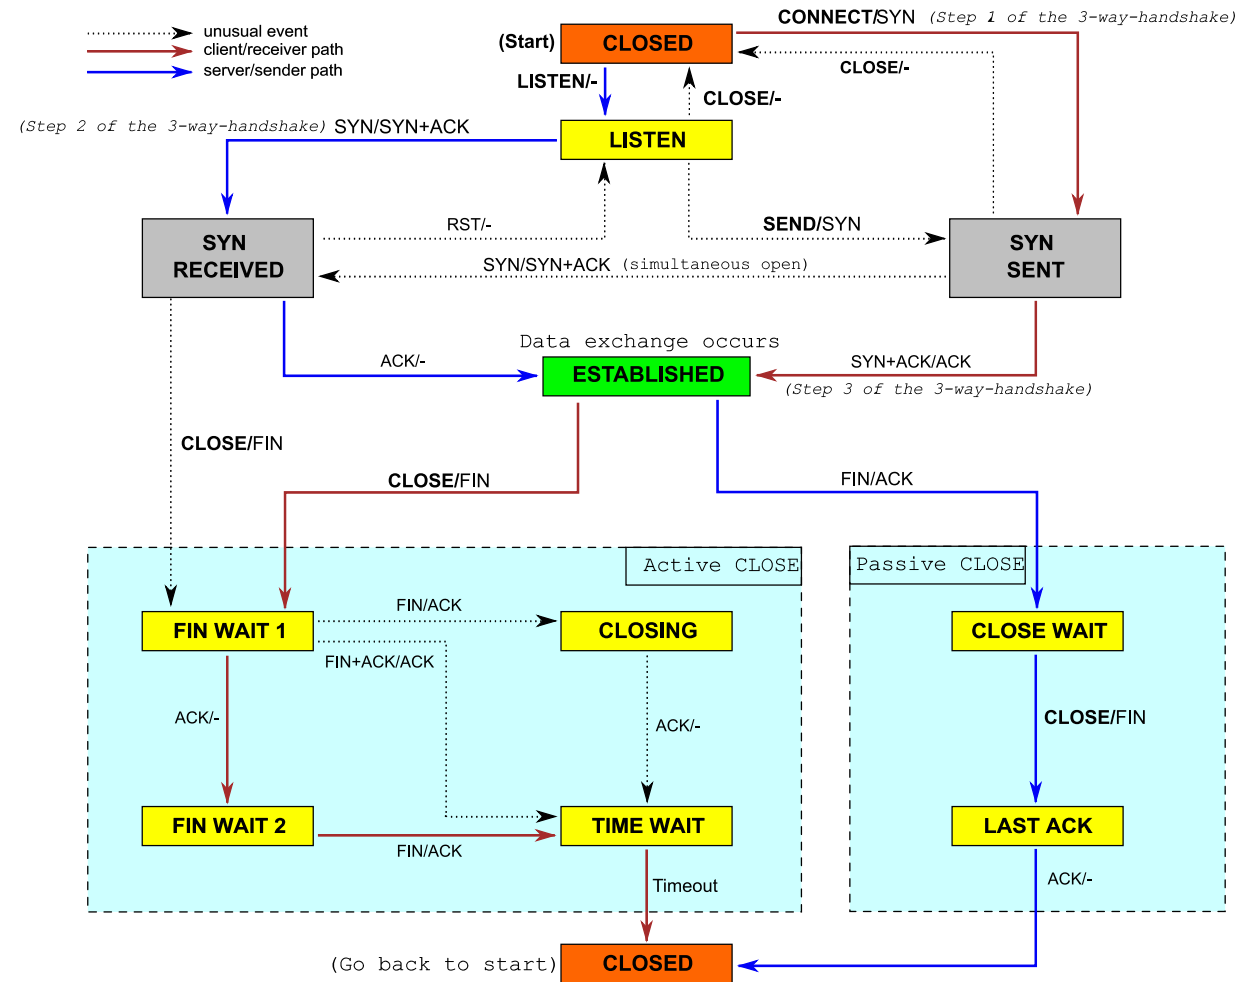 unusual event
client/receiver path
server/sender path
CONNECT/SYN (Step 1 of the 3-way-handshake)
(Start)
CLOSED
CLOSE/-
LISTEN/-
CLOSE/-
(Step 2 of the 3-way-handshake) SYN/SYN+ACK
LISTEN
RST/-
SEND/SYN
SYN
RECEIVED
SYN
SENT
SYN/SYN+ACK (simultaneous open)
Data exchange occurs
ACK/-
ESTABLISHED
SYN+ACK/ACK
(Step 3 of the 3-way-handshake)
CLOSE/FIN
CLOSE/FIN
FIN/ACK
Active CLOSE
Passive CLOSE
FIN WAIT 1
FIN/ACK
CLOSING
CLOSE WAIT
FIN+ACK/ACK
ACK/-
ACK/-
CLOSE/FIN
FIN WAIT 2
FIN/ACK
TIME WAIT
LAST ACK
Timeout
ACK/-
(Go back to start)
CLOSED